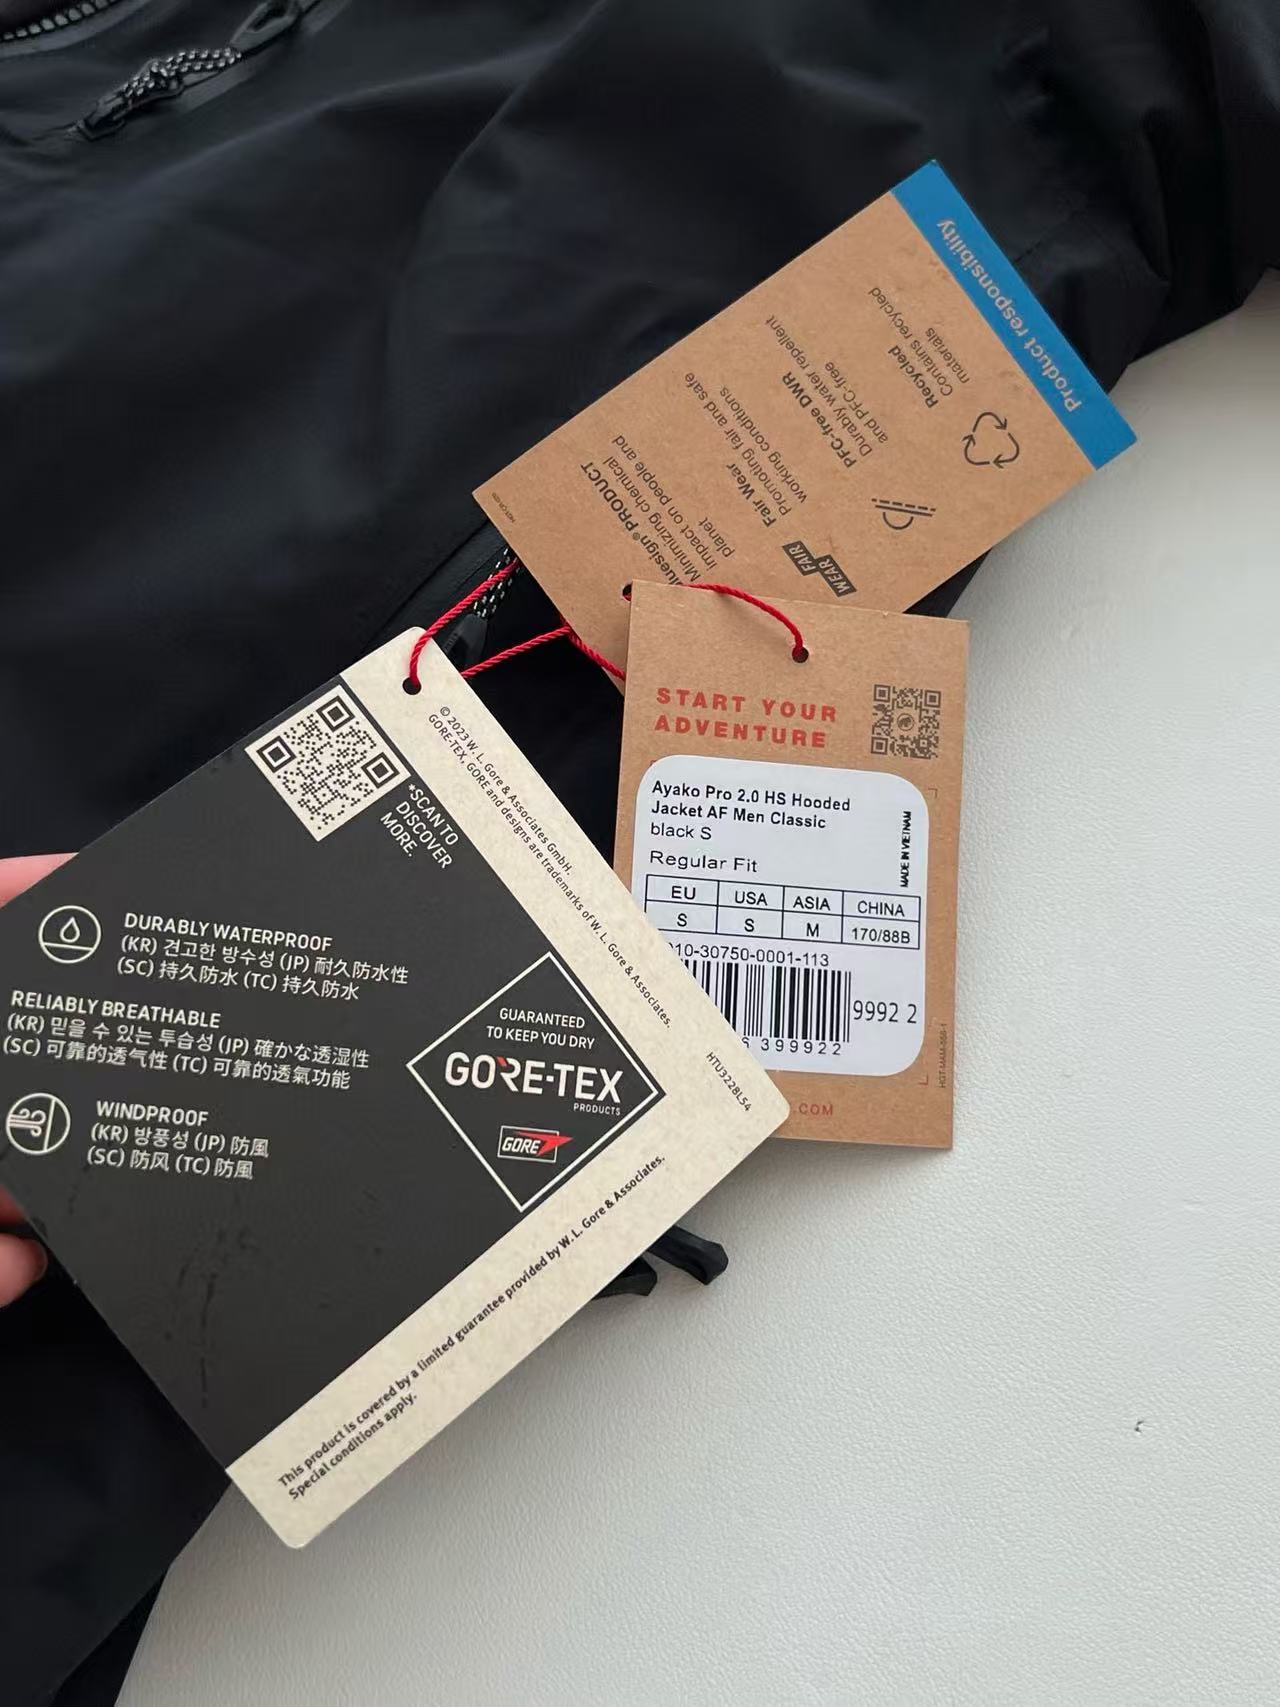 Product responsibility
Recycled
Contains recycled
materials
PFC-free DWR
Durably water repellent
and PFC-free
Fair Wear
Promoting fair and safe
working conditions.
FAIR
WEAR
bluesign® PRODUCT
Minimizing chemical
impact on people and
planet
START YOUR
ADVENTURE
Ayako Pro 2.0 HS Hooded
Jacket AF Men Classic
black S
Regular Fit
MADE IN VIETNAM
EU USA ASIA CHINA
S S M 170/88B
10-30750-0001-113
9992 2
399922
HGT-MAM-558-1
.COM
*SCAN TO
DISCOVER
MORE.
© 2023 W. L. Gore & Associates GmbH.
GORE-TEX, GORE and designs are trademarks of W. L. Gore & Associates.
DURABLY WATERPROOF
(KR) 견고한 방수성 (JP) 耐久防水性
(SC) 持久防水 (TC) 持久防水
RELIABLY BREATHABLE
(KR) 믿을 수 있는 투습성 (JP) 確かな透湿性
(SC) 可靠的透气性 (TC) 可靠的透氣功能
WINDPROOF
(KR) 방풍성 (JP) 防風
(SC) 防风 (TC) 防風
GUARANTEED
TO KEEP YOU DRY
GORE-TEX
PRODUCTS
GORE
HTU3228L54
This product is covered by a limited guarantee provided by W. L. Gore & Associates.
Special conditions apply.